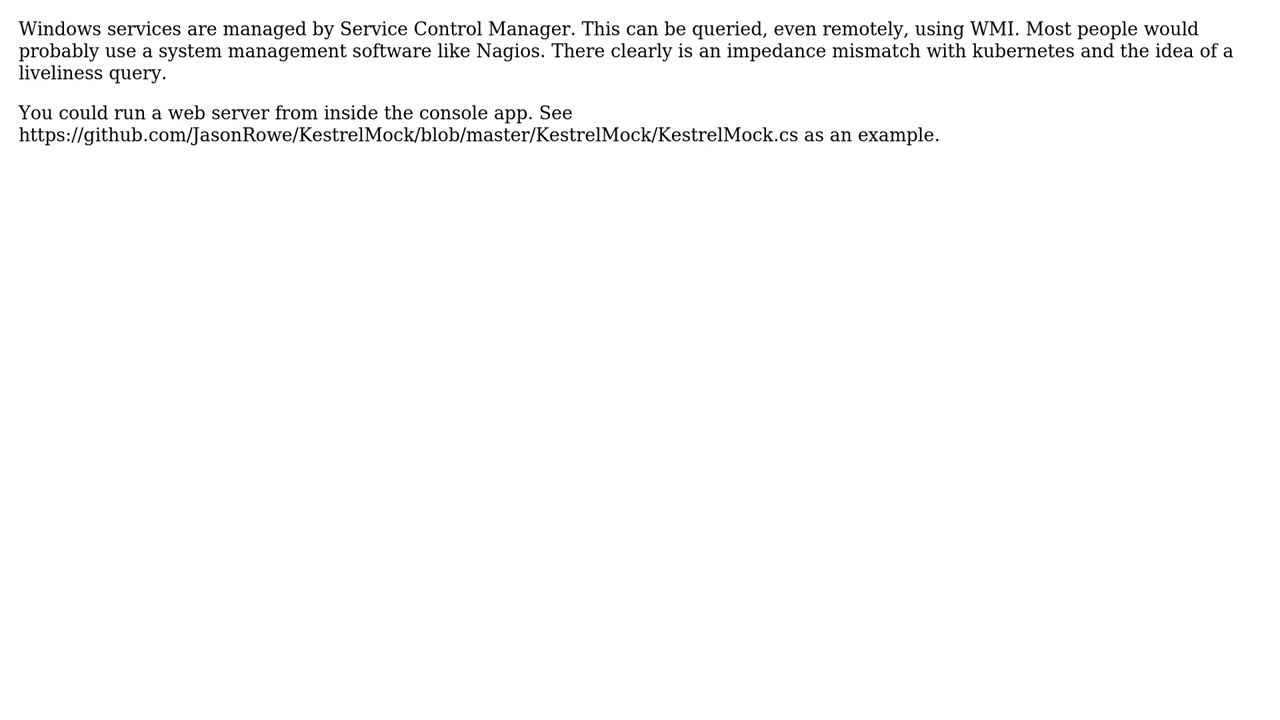 Windows services are managed by Service Control Manager. This can be queried, even remotely, using WMI. Most people would
probably use a system management software like Nagios. There clearly is an impedance mismatch with kubernetes and the idea of a
liveliness query.
You could run a web server from inside the console app. See
https://github.com/JasonRowe/KestrelMock/blob/master/KestrelMock/KestrelMock.cs as an example.